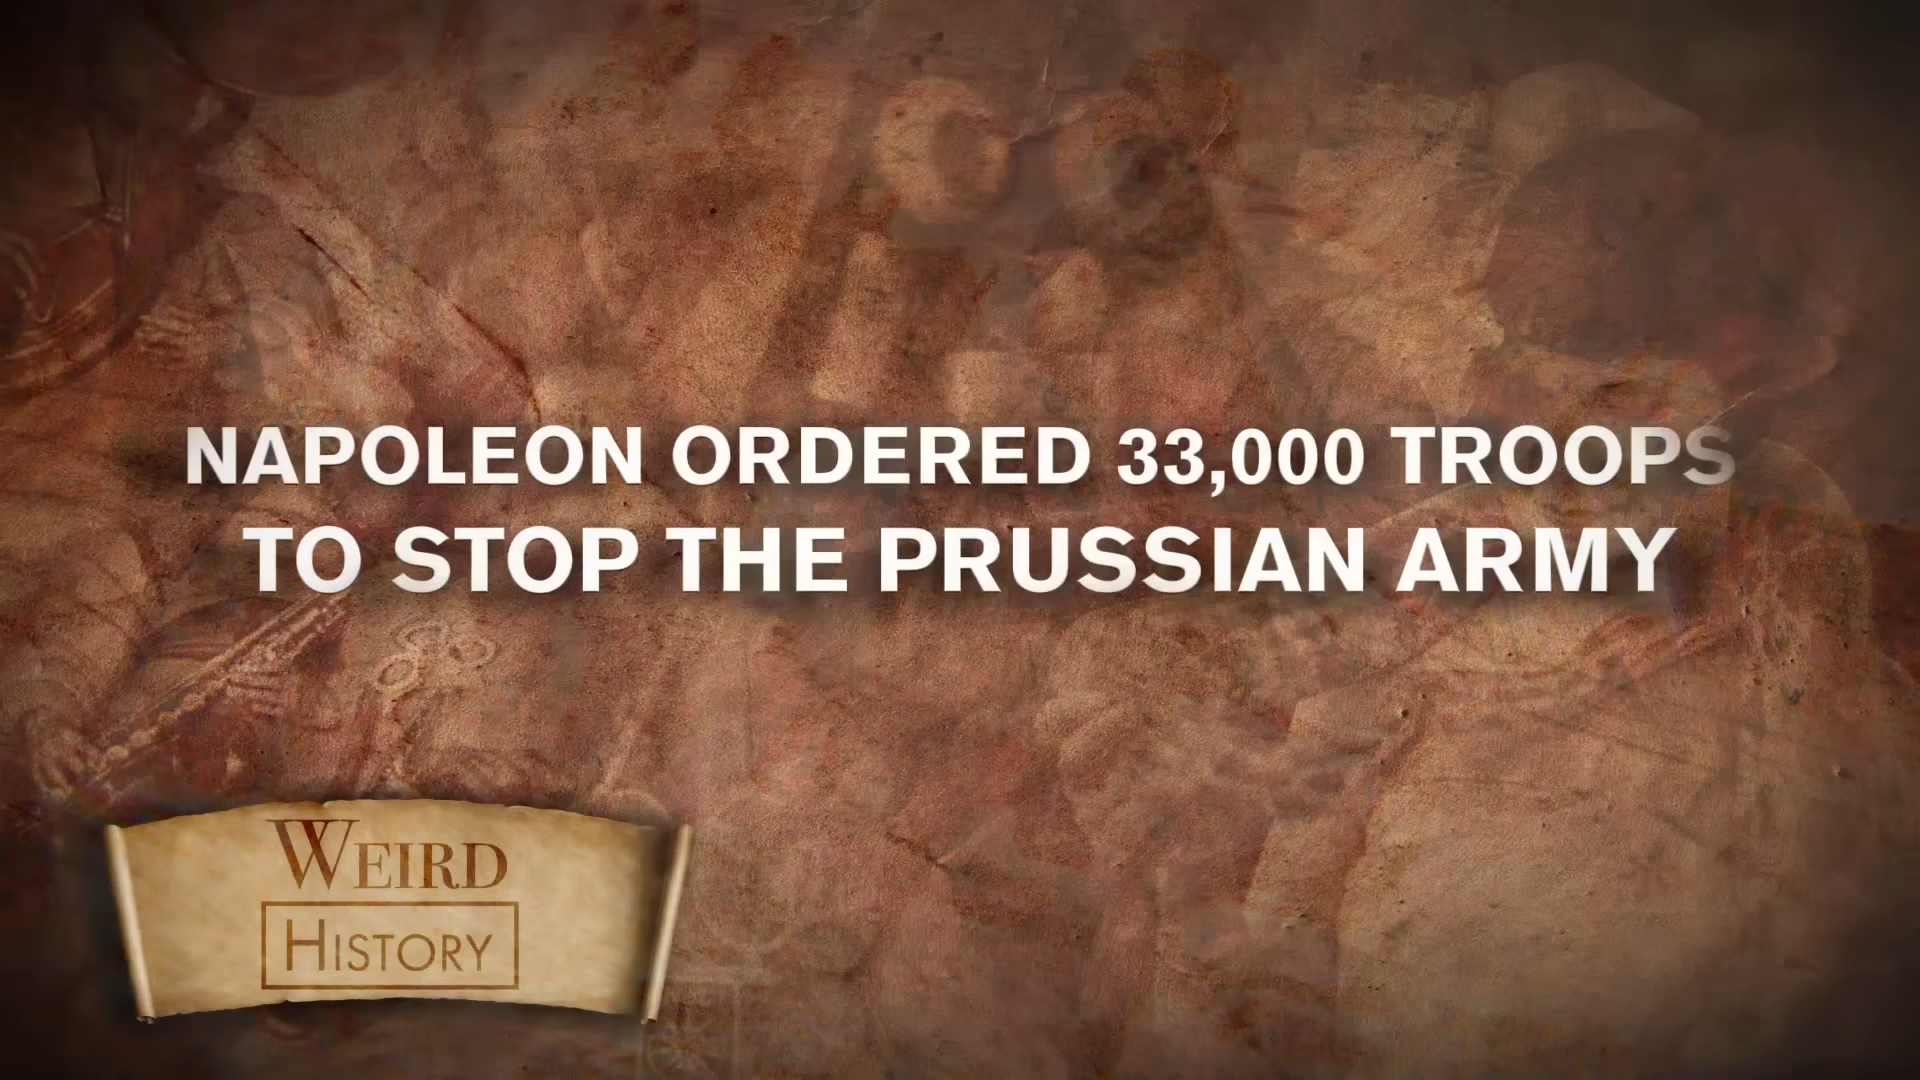 NAPOLEON ORDERED 33,000 TROOPS
TO STOP THE PRUSSIAN ARMY
WEIRD
HISTORY